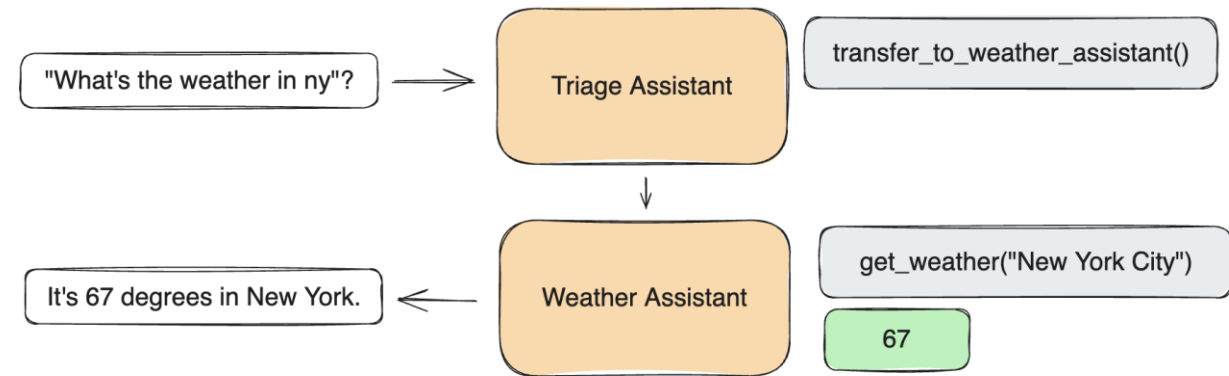 "What's the weather in ny"?
Triage Assistant
transfer_to_weather_assistant()
It's 67 degrees in New York.
Weather Assistant
get_weather("New York City")
67